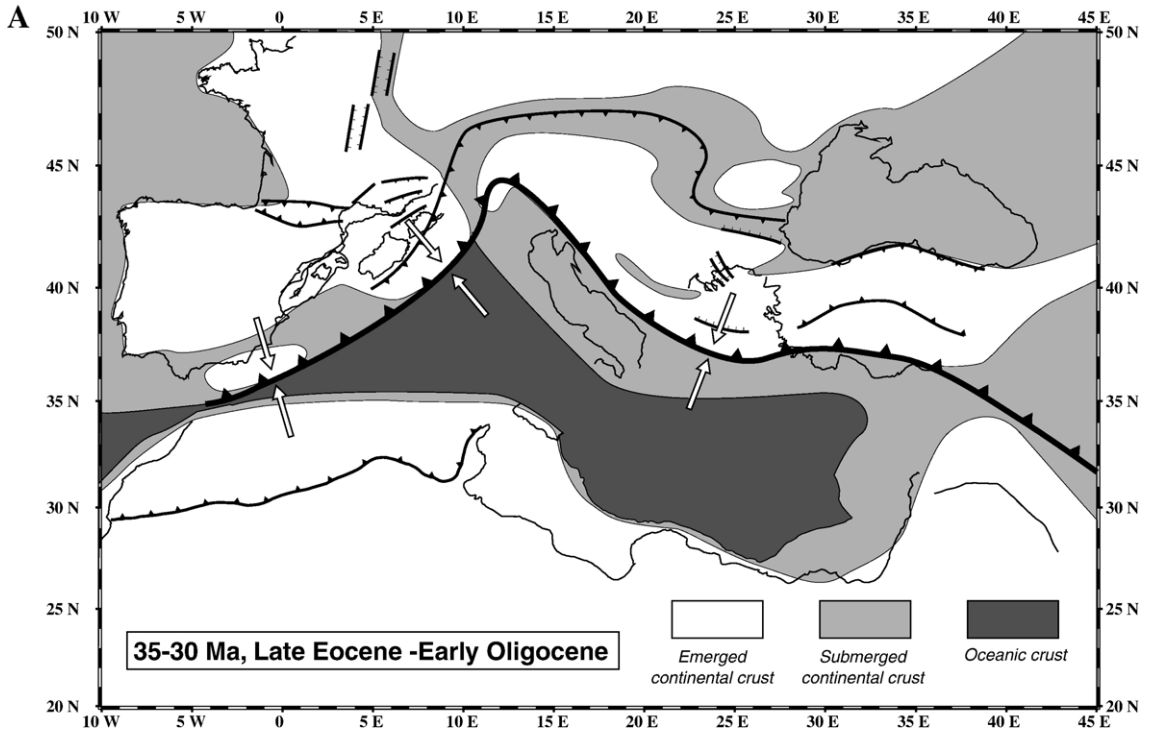 A
10 W 5 W 0 5 E 10 E 15 E 20 E 25 E 30 E 35 E 40 E 45 E
50 N 50 N
45 N 45 N
40 N 40 N
35 N 35 N
30 N 30 N
25 N 25 N
35-30 Ma, Late Eocene -Early Oligocene
Emerged
continental crust
Submerged
continental crust
Oceanic crust
20 N 20 N
10 W 5 W 0 5 E 10 E 15 E 20 E 25 E 30 E 35 E 40 E 45 E